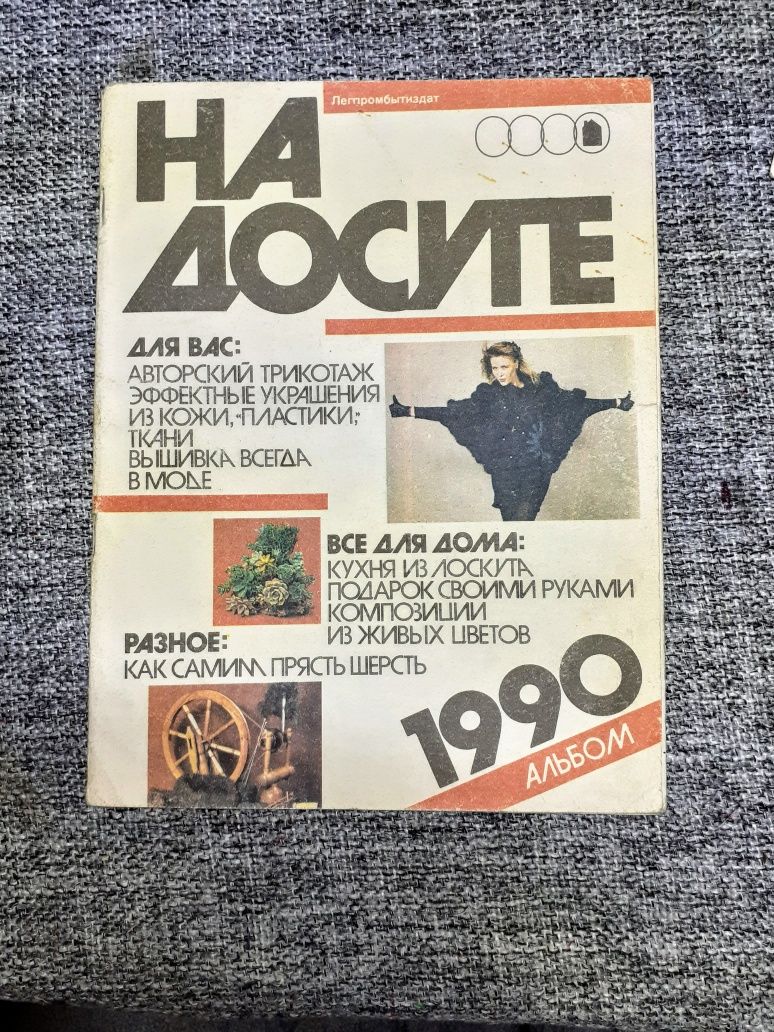 Легпромбытиздат
НА
ДОСУГЕ
ДЛЯ ВАС:
АВТОРСКИЙ ТРИКОТАЖ
ЭФФЕКТНЫЕ УКРАШЕНИЯ
ИЗ КОЖИ, «ПЛАСТИКИ»,
ТКАНИ
ВЫШИВКА ВСЕГДА
В МОДЕ
ВСЕ ДЛЯ ДОМА:
КУХНЯ ИЗ ЛОСКУТА
ПОДАРОК СВОИМИ РУКАМИ
КОМПОЗИЦИИ
ИЗ ЖИВЫХ ЦВЕТОВ
РАЗНОЕ:
КАК САМИМ ПРЯСТЬ ШЕРСТЬ
1990
АЛЬБОМ